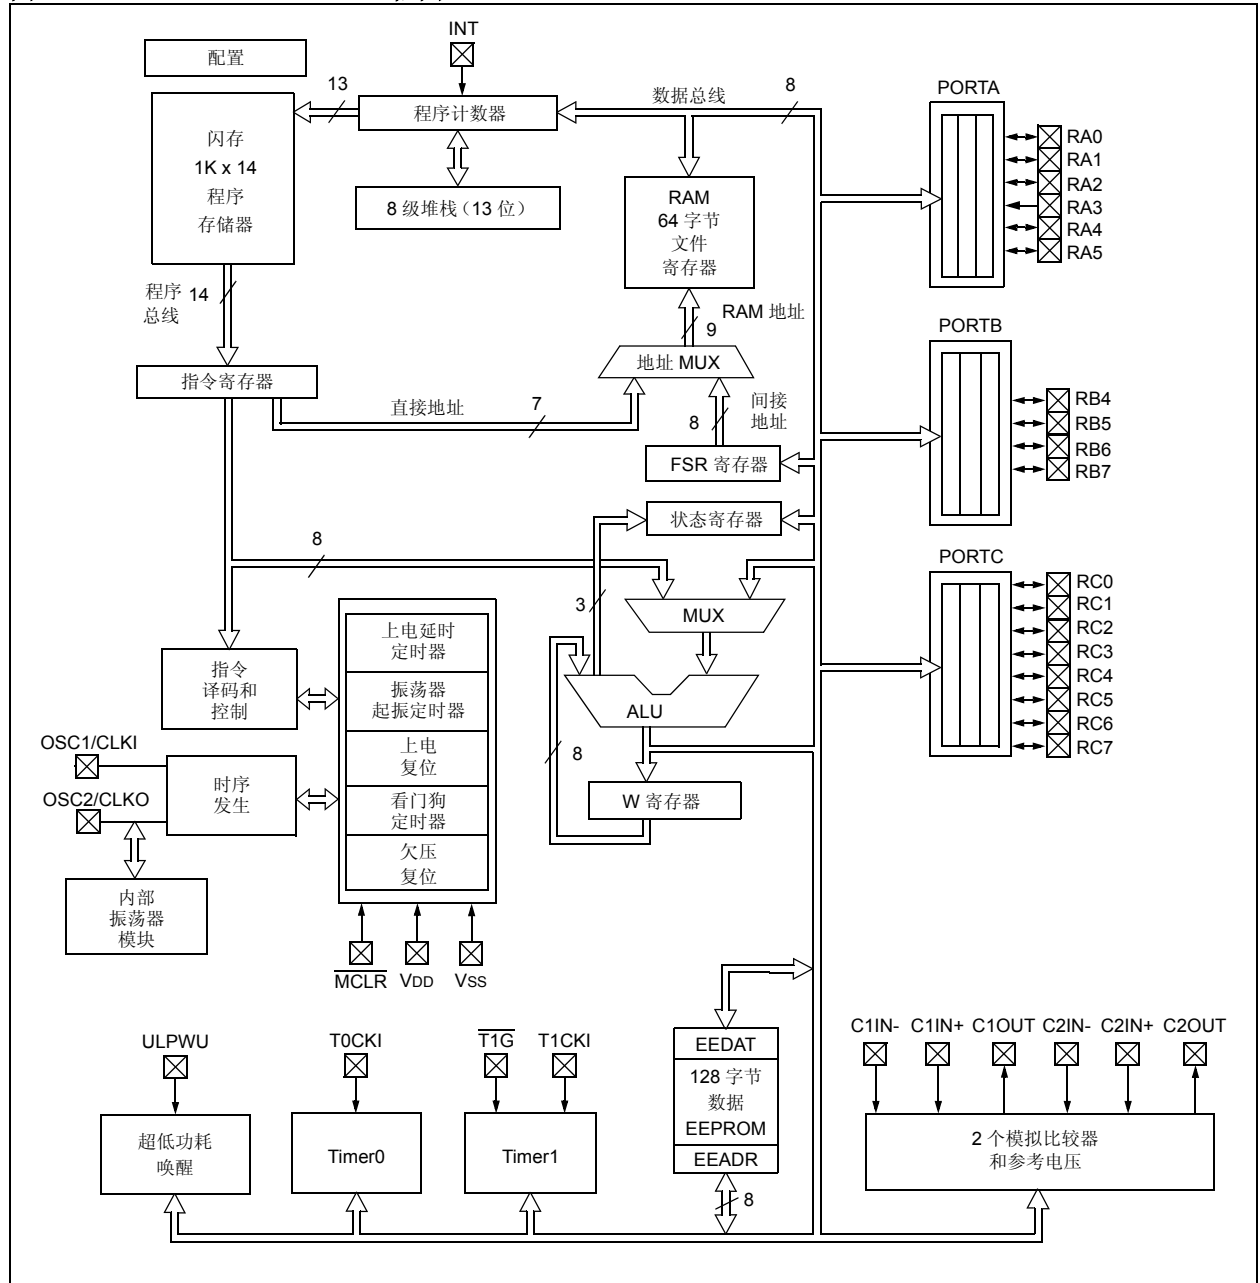 INT
配置
13
程序计数器
数据总线
8
PORTA
闪存
1K x 14
程序
存储器
8 级堆栈（13 位）
RAM
64 字节
文件
寄存器
RA0
RA1
RA2
RA3
RA4
RA5
程序
总线
14
RAM 地址
9
PORTB
地址 MUX
指令寄存器
直接地址
7
间接
地址
8
FSR 寄存器
RB4
RB5
RB6
RB7
状态寄存器
8
PORTC
3
MUX
RC0
RC1
RC2
RC3
RC4
RC5
RC6
RC7
上电延时
定时器
振荡器
起振定时器
上电
复位
看门狗
定时器
欠压
复位
指令
译码和
控制
ALU
8
W 寄存器
OSC1/CLKI
OSC2/CLKO
时序
发生
内部
振荡器
模块
MCLR
VDD
VSS
ULPWU
T0CKI
T1G
T1CKI
EEDAT
128 字节
数据
EEPROM
EEADR
8
C1IN-
C1IN+
C1OUT
C2IN-
C2IN+
C2OUT
超低功耗
唤醒
Timer0
Timer1
2 个模拟比较器
和参考电压